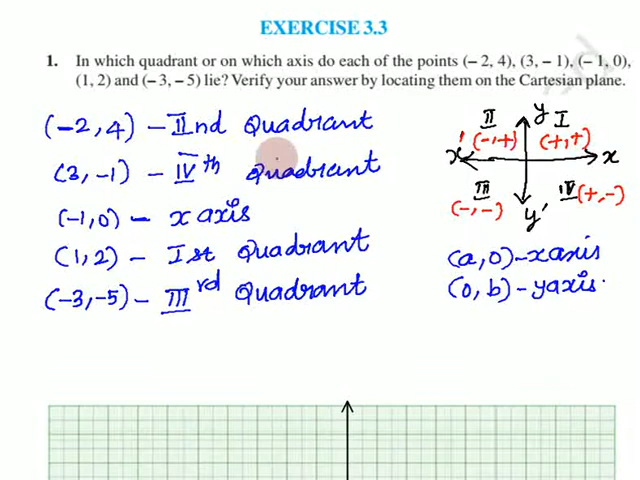 EXERCISE 3.3
1. In which quadrant or on which axis do each of the points (– 2, 4), (3, – 1), (– 1, 0),
(1, 2) and (– 3, – 5) lie? Verify your answer by locating them on the Cartesian plane.
(-2,4) - IInd Quadrant
(3,-1) - IVth Quadrant
(-1,0) - x axis
(1,2) - Ist Quadrant
(-3,-5) - IIIrd Quadrant
II y I
(-,+) (+,+)
x' x
III IV (+,-)
(-,-) y'
(a,0)-xaxis
(0,b)-yaxis.